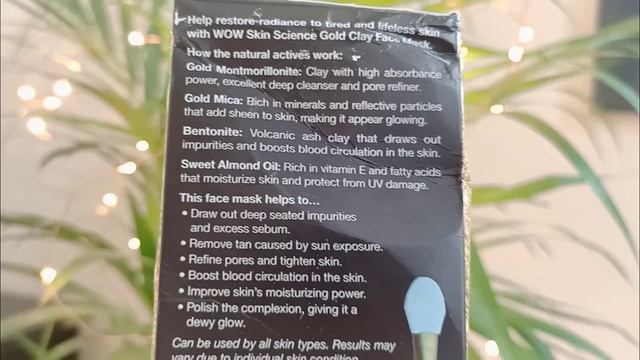 Help restore radiance to tired and lifeless skin
with WOW Skin Science Gold Clay Face Mask.
How the natural actives work:
Gold Montmorillonite: Clay with high absorbance
power, excellent deep cleanser and pore refiner.
Gold Mica: Rich in minerals and reflective particles
that add sheen to skin, making it appear glowing.
Bentonite: Volcanic ash clay that draws out
impurities and boosts blood circulation in the skin.
Sweet Almond Oil: Rich in vitamin E and fatty acids
that moisturize skin and protect from UV damage.
This face mask helps to...
• Draw out deep seated impurities
and excess sebum.
• Remove tan caused by sun exposure.
• Refine pores and tighten skin.
• Boost blood circulation in the skin.
• Improve skin's moisturizing power.
• Polish the complexion, giving it a
dewy glow.
Can be used by all skin types. Results may
vary due to individual skin condition